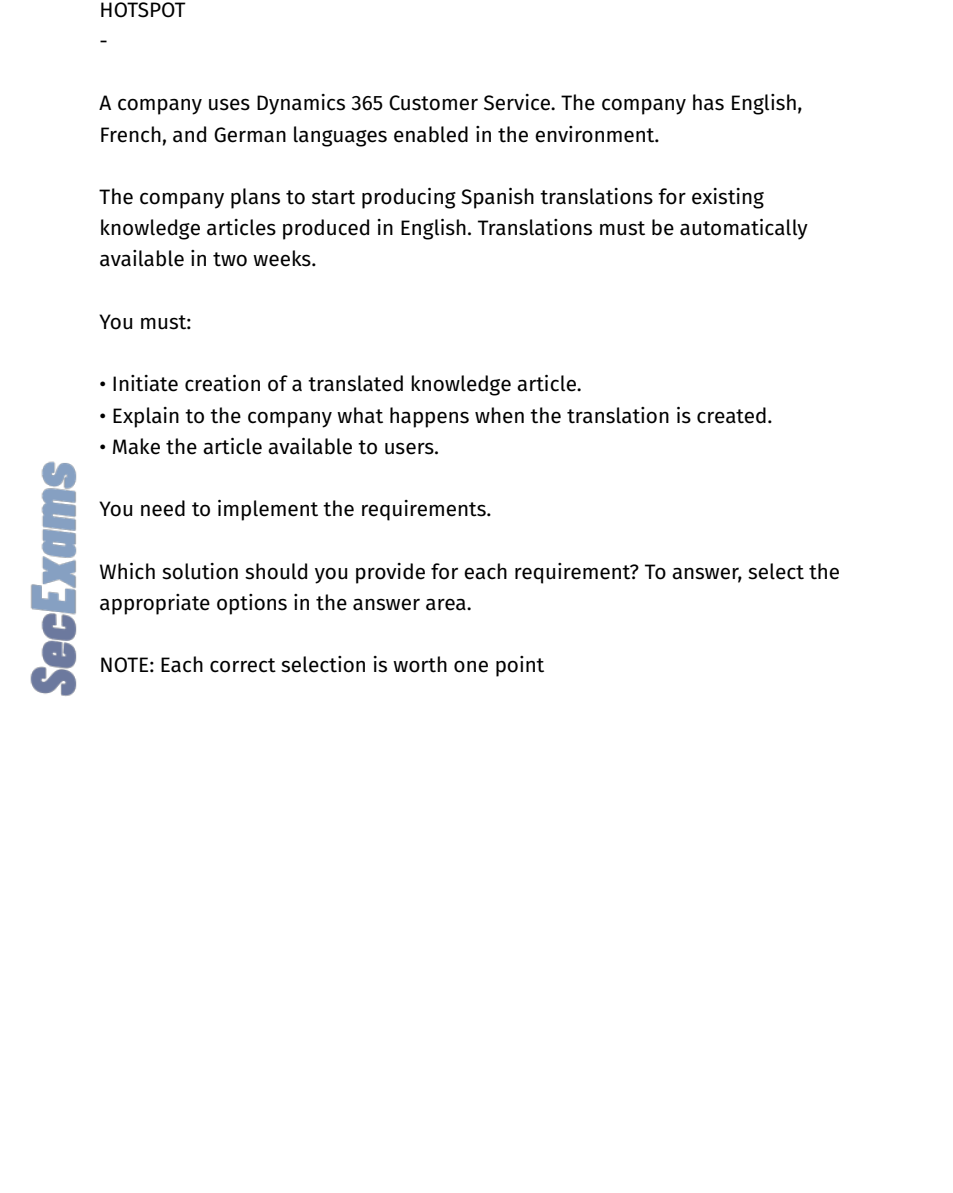 HOTSPOT
-
A company uses Dynamics 365 Customer Service. The company has English,
French, and German languages enabled in the environment.
The company plans to start producing Spanish translations for existing
knowledge articles produced in English. Translations must be automatically
available in two weeks.
You must:
• Initiate creation of a translated knowledge article.
• Explain to the company what happens when the translation is created.
• Make the article available to users.
You need to implement the requirements.
Which solution should you provide for each requirement? To answer, select the
appropriate options in the answer area.
NOTE: Each correct selection is worth one point
SecExams